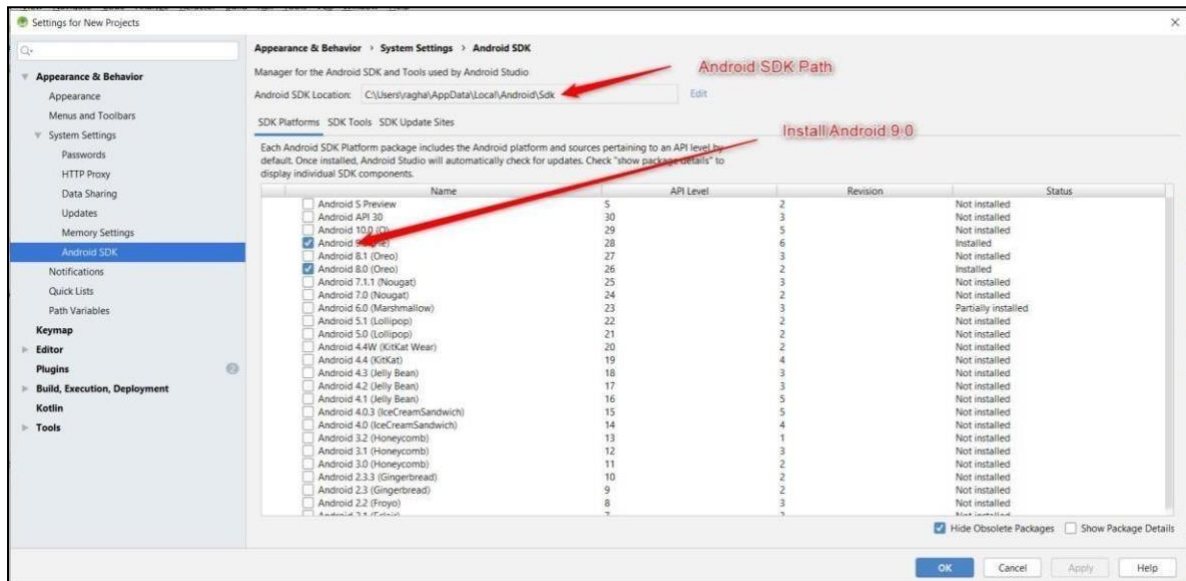 Settings for New Projects
Appearance & Behavior
Appearance
Menus and Toolbars
System Settings
Passwords
HTTP Proxy
Data Sharing
Updates
Memory Settings
Android SDK
Notifications
Quick Lists
Path Variables
Keymap
Editor
Plugins 2
Build, Execution, Deployment
Kotlin
Tools
Appearance & Behavior › System Settings › Android SDK
Manager for the Android SDK and Tools used by Android Studio
Android SDK Path
Android SDK Location: C:\Users\ragha\AppData\Local\Android\Sdk Edit
SDK Platforms SDK Tools SDK Update Sites
Install Android 9.0
Each Android SDK Platform package includes the Android platform and sources pertaining to an API level by
default. Once installed, Android Studio will automatically check for updates. Check "show package details" to
display individual SDK components.
Name API Level Revision Status
Android S Preview S 2 Not installed
Android API 30 30 3 Not installed
Android 10.0 (Q) 29 5 Not installed
Android 28 6 Installed
Android 8.1 (Oreo) 27 3 Not installed
Android 8.0 (Oreo) 26 2 Installed
Android 7.1.1 (Nougat) 25 3 Not installed
Android 7.0 (Nougat) 24 2 Not installed
Android 6.0 (Marshmallow) 23 3 Partially installed
Android 5.1 (Lollipop) 22 2 Not installed
Android 5.0 (Lollipop) 21 2 Not installed
Android 4.4W (KitKat Wear) 20 2 Not installed
Android 4.4 (KitKat) 19 4 Not installed
Android 4.3 (Jelly Bean) 18 3 Not installed
Android 4.2 (Jelly Bean) 17 3 Not installed
Android 4.1 (Jelly Bean) 16 5 Not installed
Android 4.0.3 (IceCreamSandwich) 15 5 Not installed
Android 4.0 (IceCreamSandwich) 14 4 Not installed
Android 3.2 (Honeycomb) 13 1 Not installed
Android 3.1 (Honeycomb) 12 3 Not installed
Android 3.0 (Honeycomb) 11 2 Not installed
Android 2.3.3 (Gingerbread) 10 2 Not installed
Android 2.3 (Gingerbread) 9 2 Not installed
Android 2.2 (Froyo) 8 3 Not installed
Hide Obsolete Packages Show Package Details
OK Cancel Apply Help